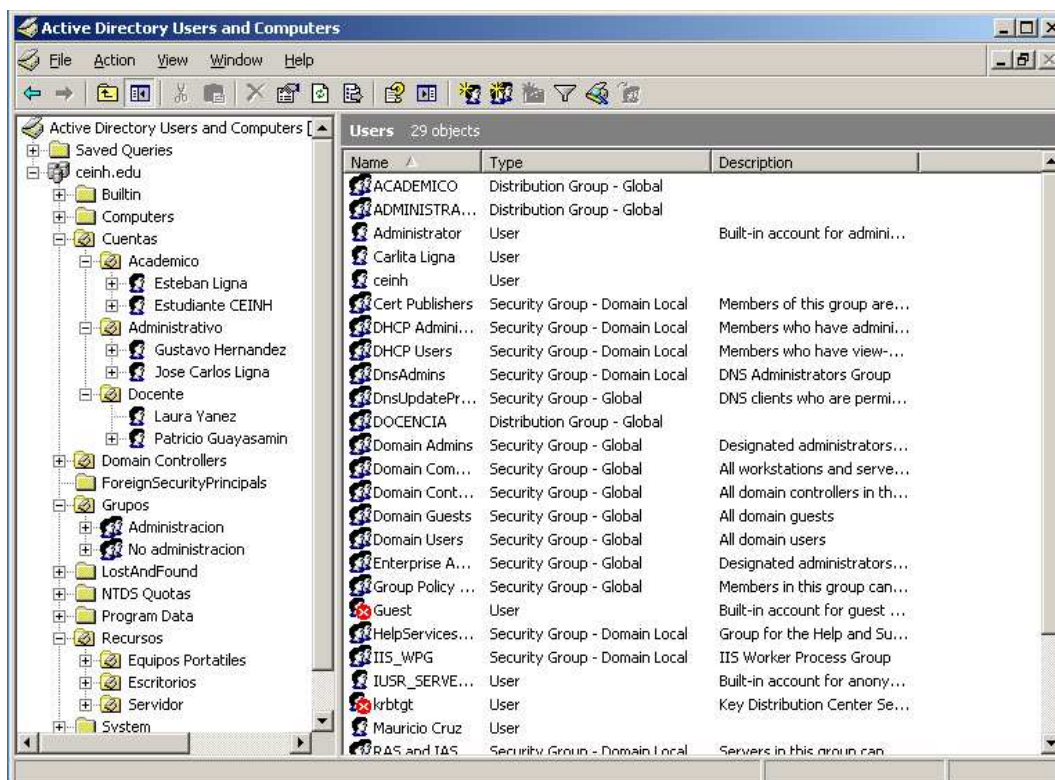 Active Directory Users and Computers
File Action View Window Help
Active Directory Users and Computers [
Saved Queries
ceinh.edu
Builtin
Computers
Cuentas
Academico
Esteban Ligna
Estudiante CEINH
Administrativo
Gustavo Hernandez
Jose Carlos Ligna
Docente
Laura Yanez
Patricio Guayasamin
Domain Controllers
ForeignSecurityPrincipals
Grupos
Administracion
No administracion
LostAndFound
NTDS Quotas
Program Data
Recursos
Equipos Portatiles
Escritorios
Servidor
System
Users 29 objects
Name Type Description
ACADEMICO Distribution Group - Global
ADMINISTRA... Distribution Group - Global
Administrator User Built-in account for admini...
Carlita Ligna User
ceinh User
Cert Publishers Security Group - Domain Local Members of this group are...
DHCP Admini... Security Group - Domain Local Members who have admini...
DHCP Users Security Group - Domain Local Members who have view-...
DnsAdmins Security Group - Domain Local DNS Administrators Group
DnsUpdatePr... Security Group - Global DNS clients who are permi...
DOCENCIA Distribution Group - Global
Domain Admins Security Group - Global Designated administrators...
Domain Com... Security Group - Global All workstations and serve...
Domain Cont... Security Group - Global All domain controllers in th...
Domain Guests Security Group - Global All domain guests
Domain Users Security Group - Global All domain users
Enterprise A... Security Group - Global Designated administrators...
Group Policy ... Security Group - Global Members in this group can...
Guest User Built-in account for guest ...
HelpServices... Security Group - Domain Local Group for the Help and Su...
IIS_WPG Security Group - Domain Local IIS Worker Process Group
IUSR_SERVE... User Built-in account for anony...
krbtgt User Key Distribution Center Se...
Mauricio Cruz User
RAS and IAS Security Group - Domain Local Servers in this group can